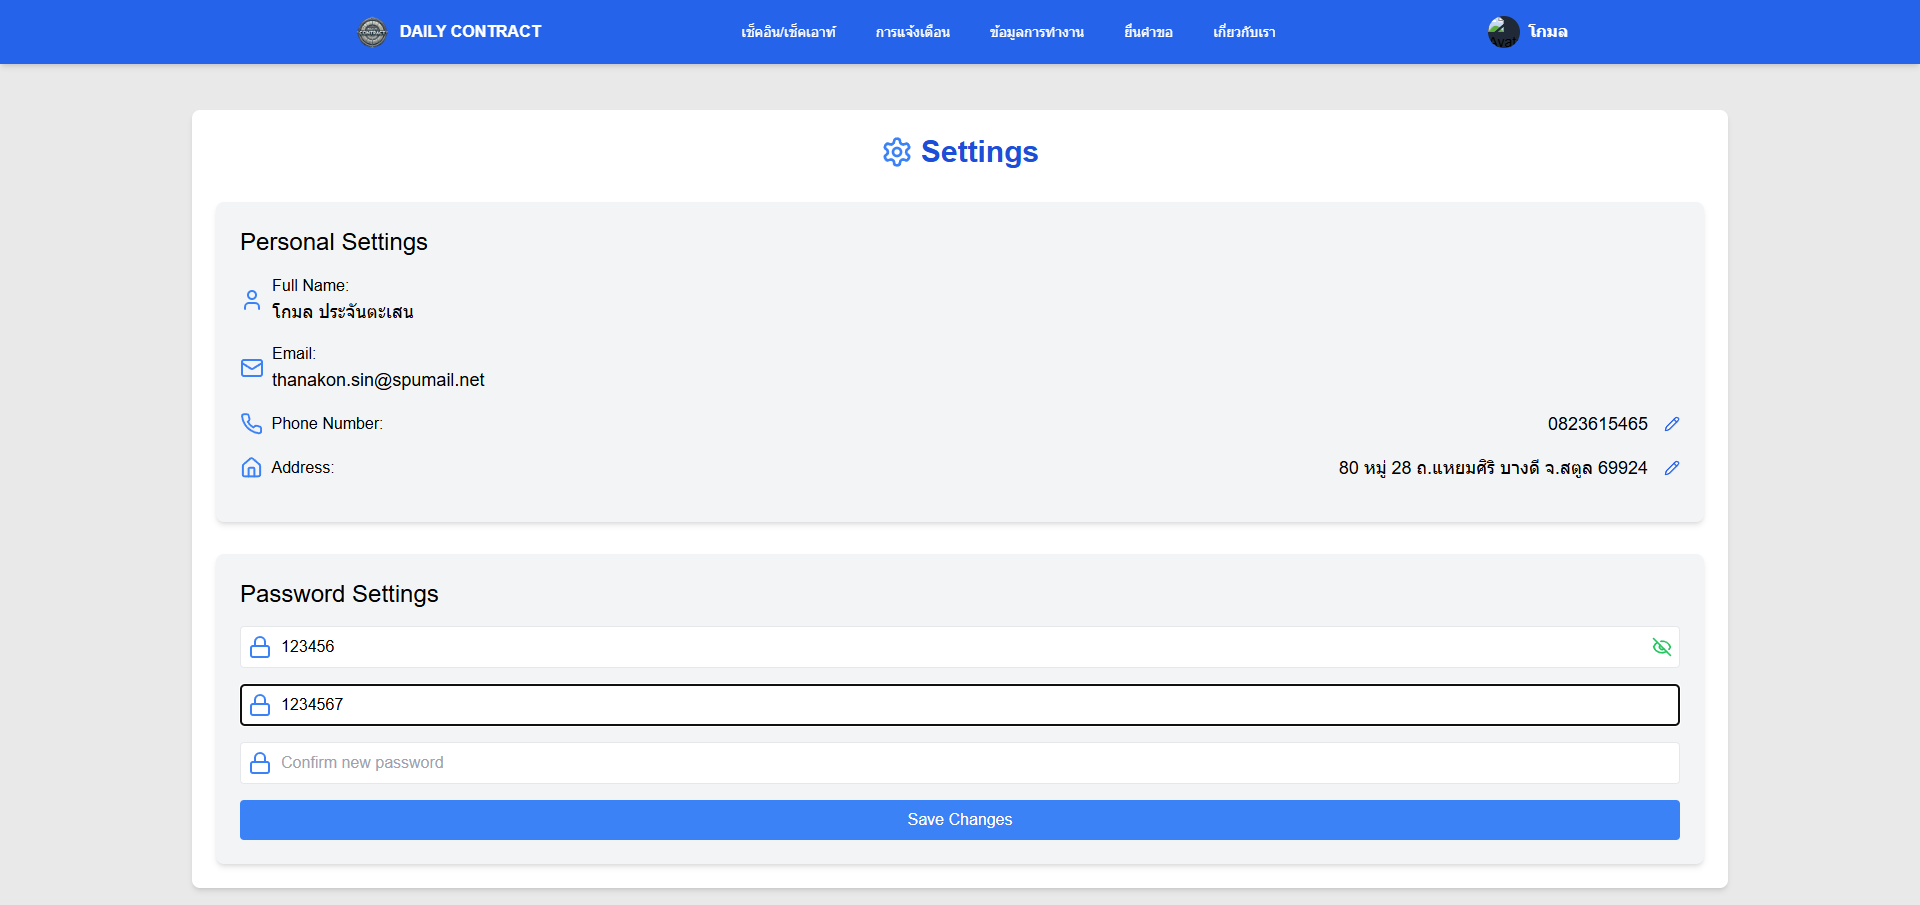 DAILY CONTRACT
เช็คอิน/เช็คเอาท์
การแจ้งเตือน
ข้อมูลการทำงาน
ยื่นคำขอ
เกี่ยวกับเรา
โกมล
Settings
Personal Settings
Full Name:
โกมล ประจันตะเสน
Email:
thanakon.sin@spumail.net
Phone Number:
0823615465
Address:
80 หมู่ 28 ถ.แหยมศิริ บางดี จ.สตูล 69924
Password Settings
123456
1234567
Confirm new password
Save Changes